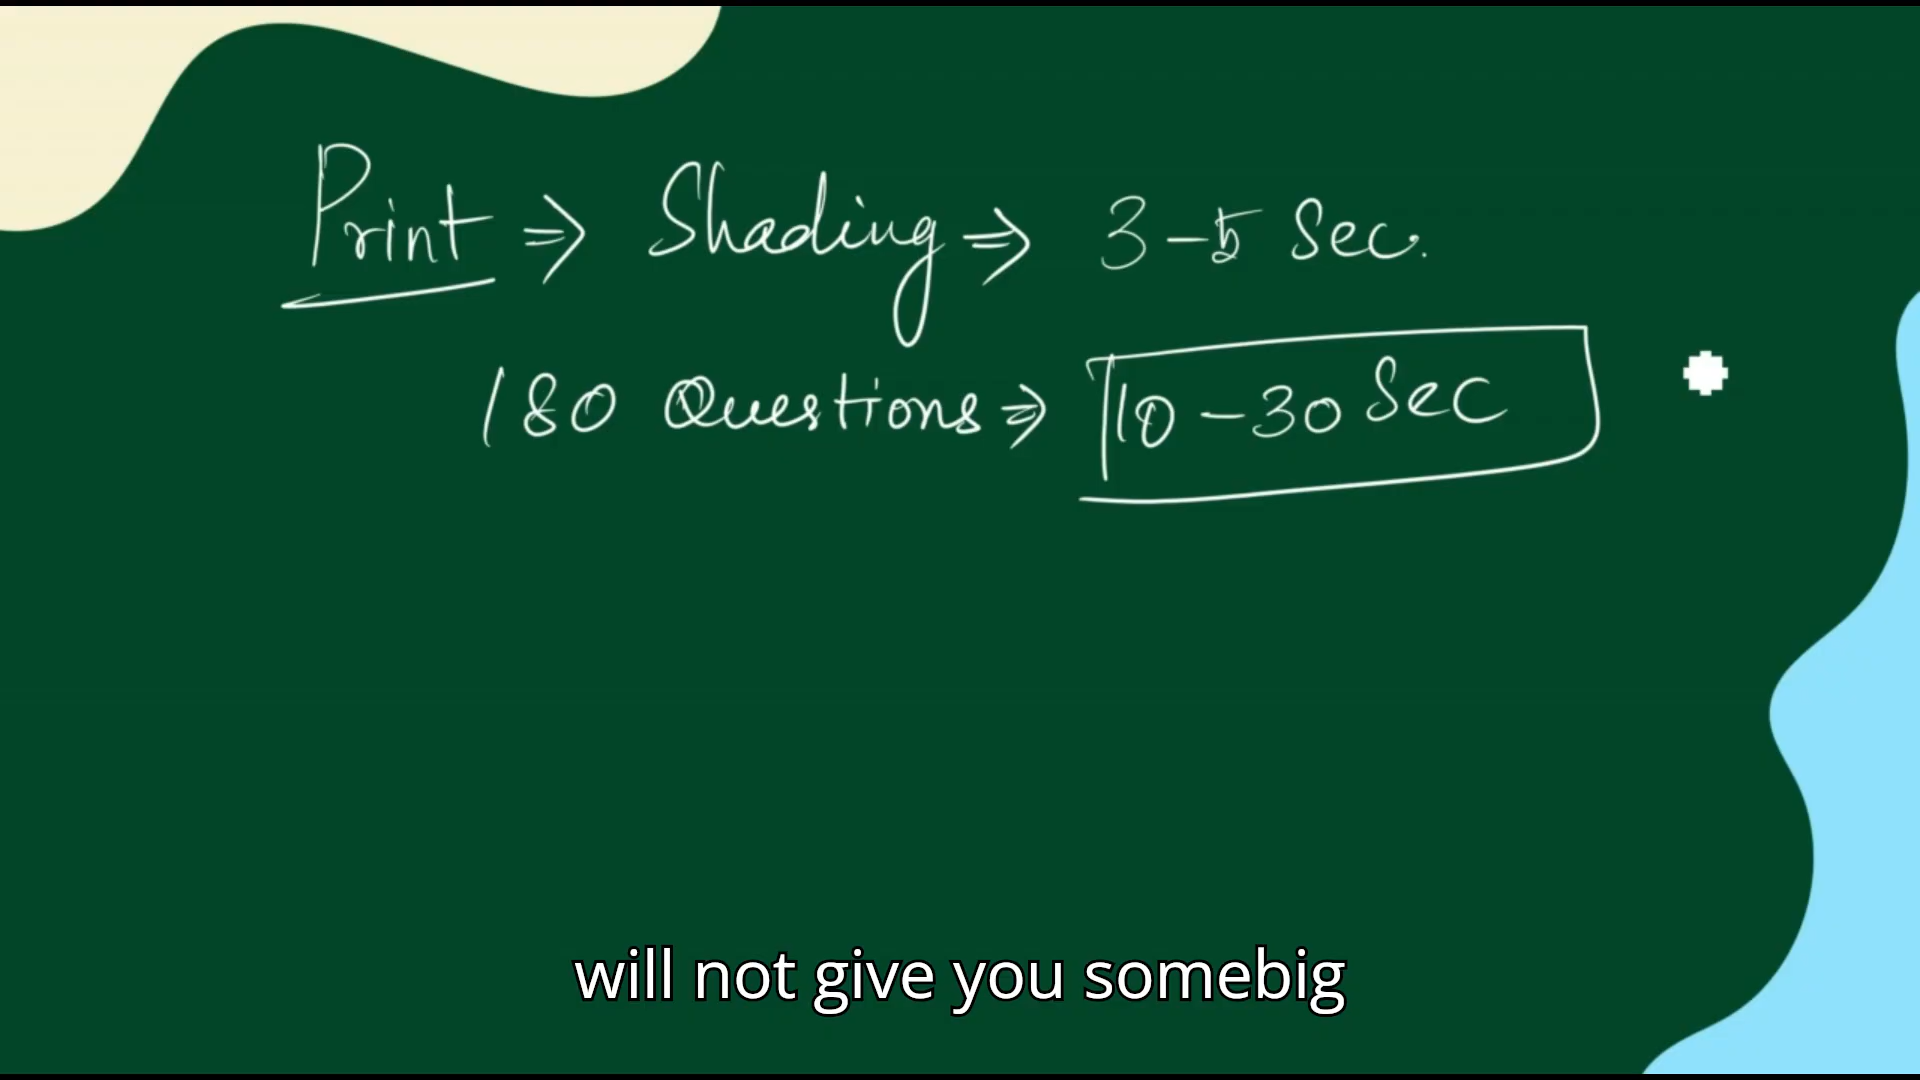 Print ⇒ Shading ⇒ 3-5 Sec.
180 Questions ⇒ 10-30 Sec
will not give you somebig